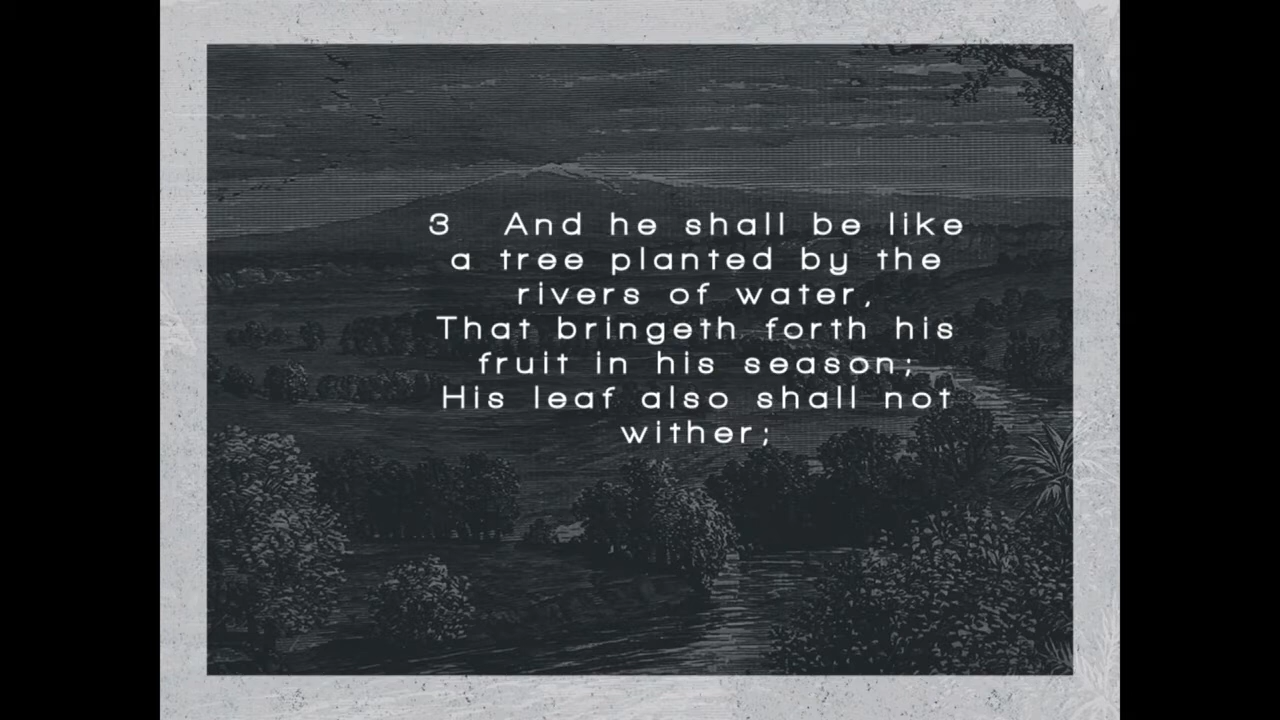 3 And he shall be like
a tree planted by the
rivers of water,
That bringeth forth his
fruit in his season;
His leaf also shall not
wither;